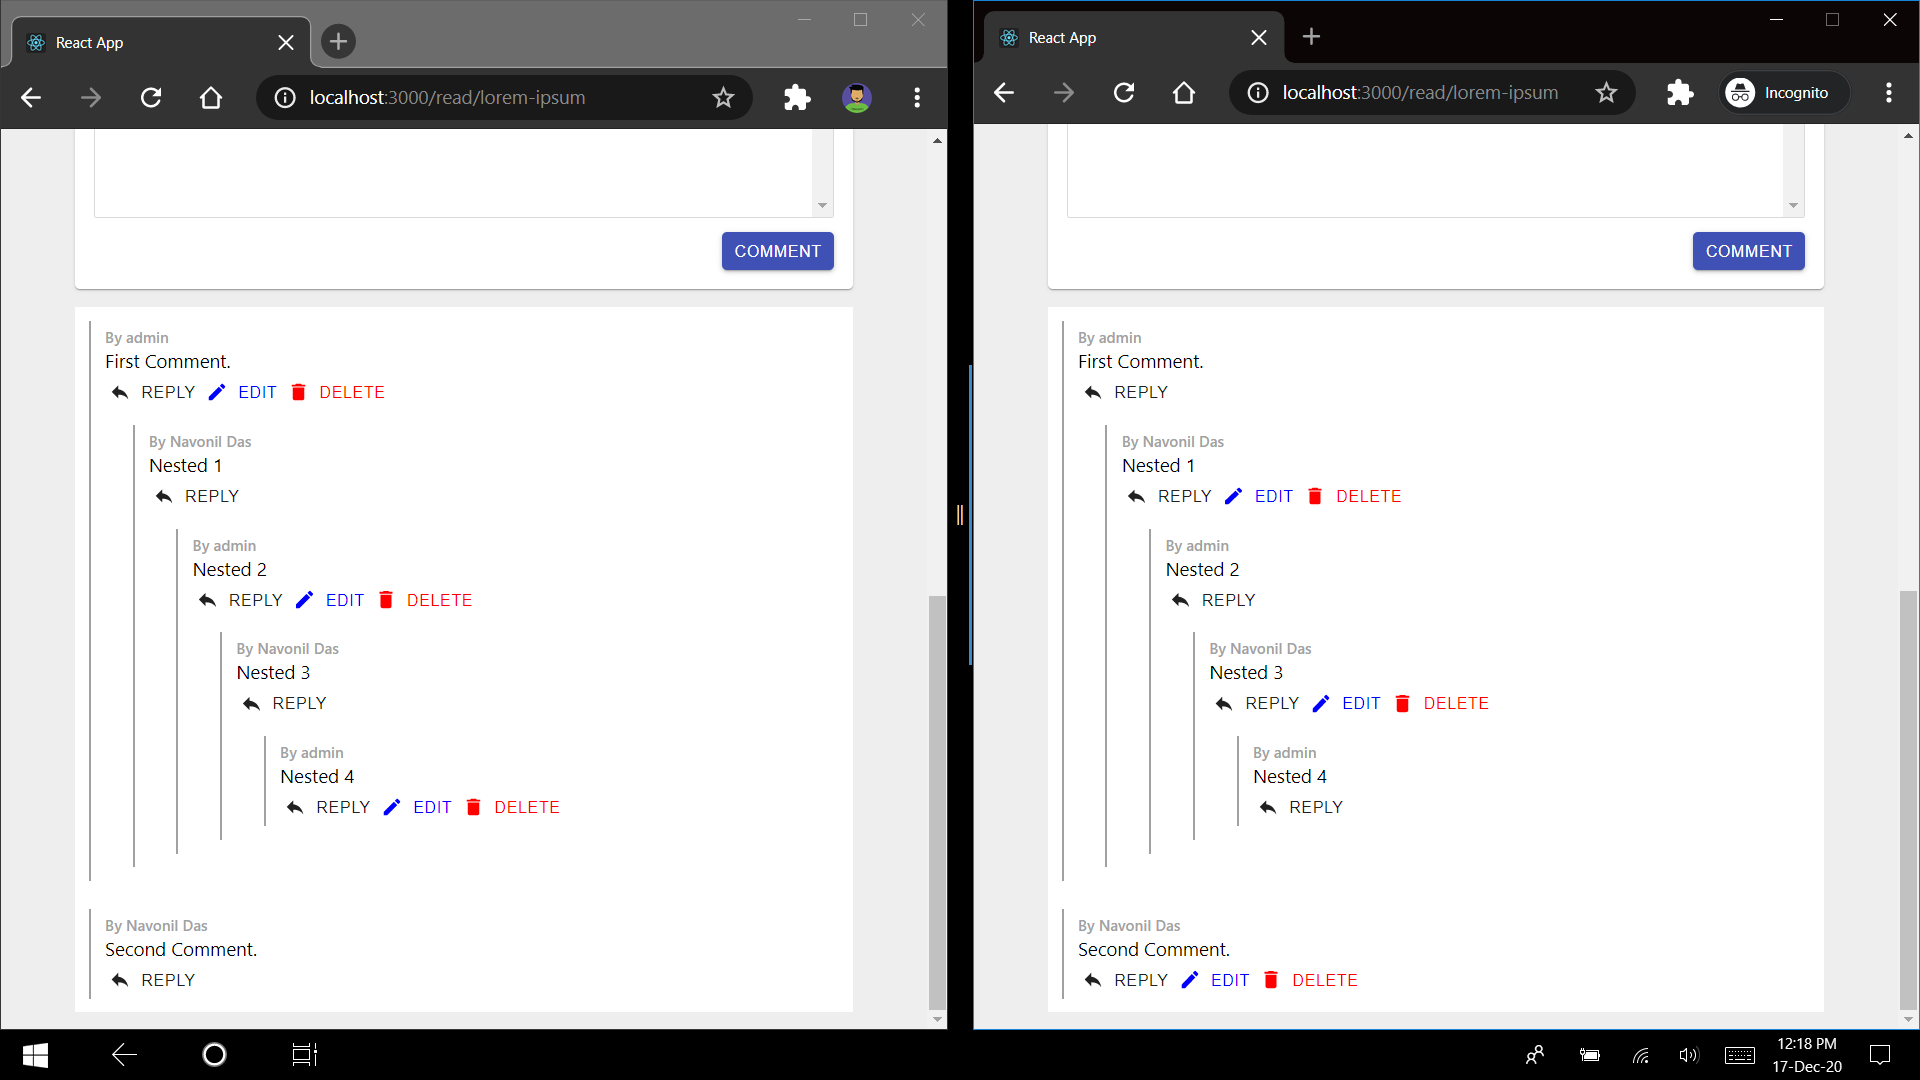 React App
localhost:3000/read/lorem-ipsum
COMMENT
By admin
First Comment.
REPLY EDIT DELETE
By Navonil Das
Nested 1
REPLY
By admin
Nested 2
REPLY EDIT DELETE
By Navonil Das
Nested 3
REPLY
By admin
Nested 4
REPLY EDIT DELETE
By Navonil Das
Second Comment.
REPLY
React App
localhost:3000/read/lorem-ipsum
Incognito
COMMENT
By admin
First Comment.
REPLY
By Navonil Das
Nested 1
REPLY EDIT DELETE
By admin
Nested 2
REPLY
By Navonil Das
Nested 3
REPLY EDIT DELETE
By admin
Nested 4
REPLY
By Navonil Das
Second Comment.
REPLY EDIT DELETE
12:18 PM
17-Dec-20